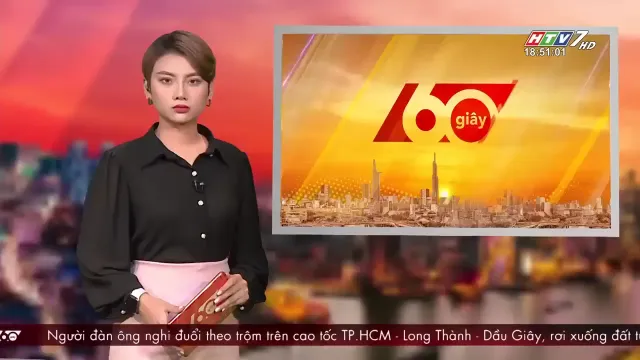 HTV7 HD
18:51:01
60 giây
60 Người đàn ông nghi đuổi theo trộm trên cao tốc TP.HCM - Long Thành - Dầu Giây, rơi xuống đất t